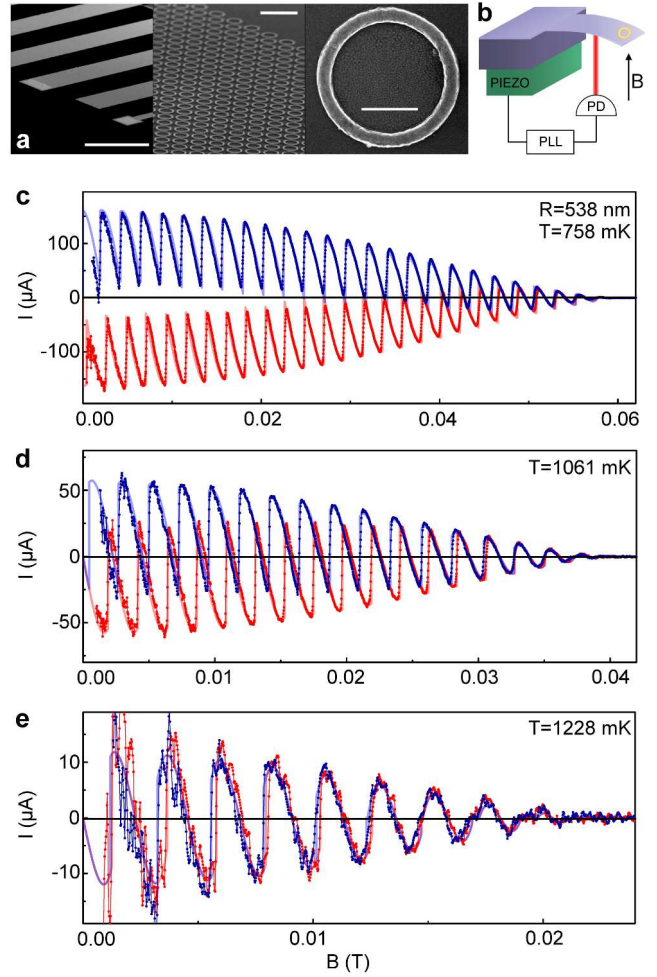 a
b
PIEZO
B
PD
PLL
c
R=538 nm
T=758 mK
I (μA)
100
0
-100
0.00 0.02 0.04 0.06
d
T=1061 mK
I (μA)
50
0
-50
0.00 0.01 0.02 0.03 0.04
e
T=1228 mK
I (μA)
10
0
-10
0.00 0.01 0.02
B (T)